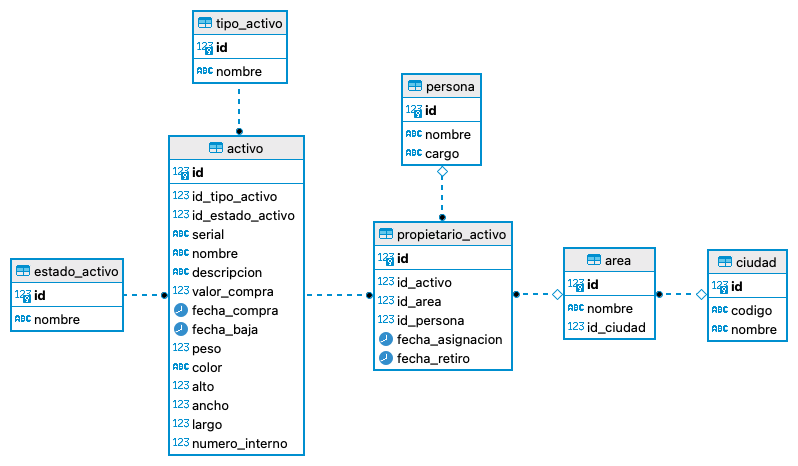 tipo_activo
123 id
ABC nombre
persona
123 id
ABC nombre
ABC cargo
activo
123 id
123 id_tipo_activo
123 id_estado_activo
ABC serial
ABC nombre
ABC descripcion
123 valor_compra
fecha_compra
fecha_baja
123 peso
ABC color
123 alto
123 ancho
123 largo
123 numero_interno
estado_activo
123 id
ABC nombre
propietario_activo
123 id
123 id_activo
123 id_area
123 id_persona
fecha_asignacion
fecha_retiro
area
123 id
ABC nombre
123 id_ciudad
ciudad
123 id
ABC codigo
ABC nombre